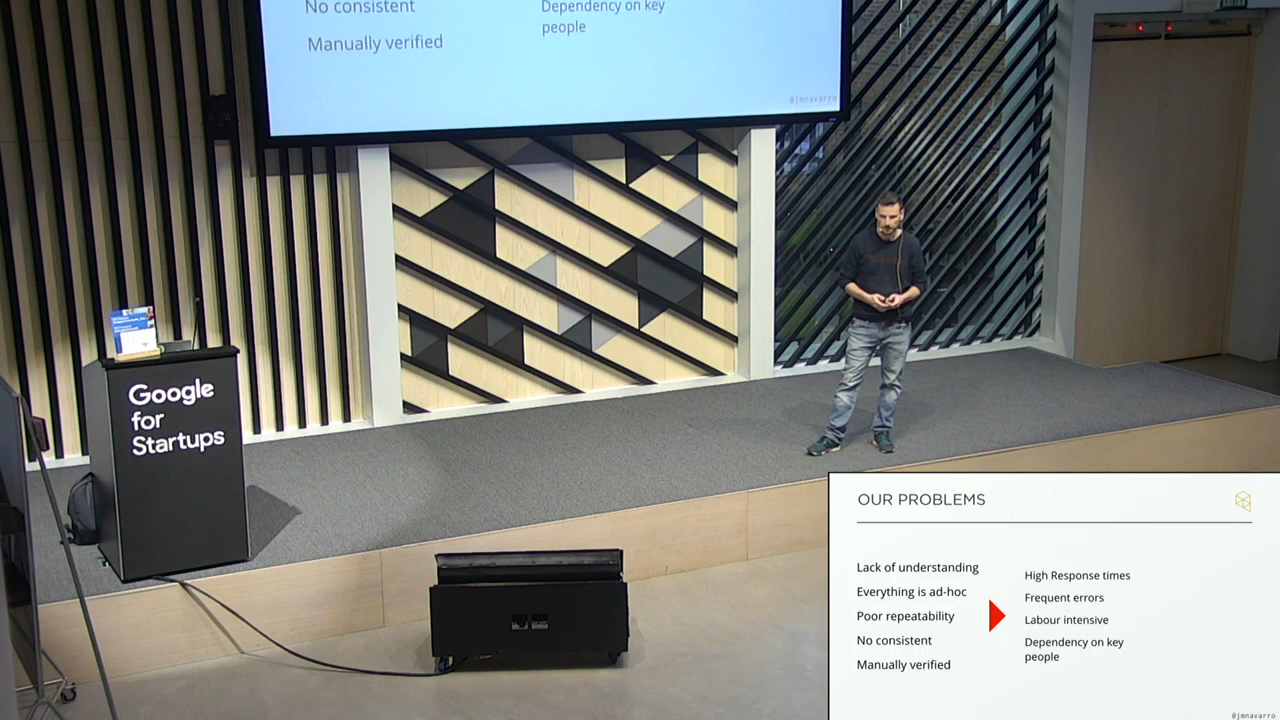 No consistent
Manually verified
Dependency on key
people
@jmnavarro
Google
for
Startups
OUR PROBLEMS
Lack of understanding
Everything is ad-hoc
Poor repeatability
No consistent
Manually verified
High Response times
Frequent errors
Labour intensive
Dependency on key
people
@jmnavarro